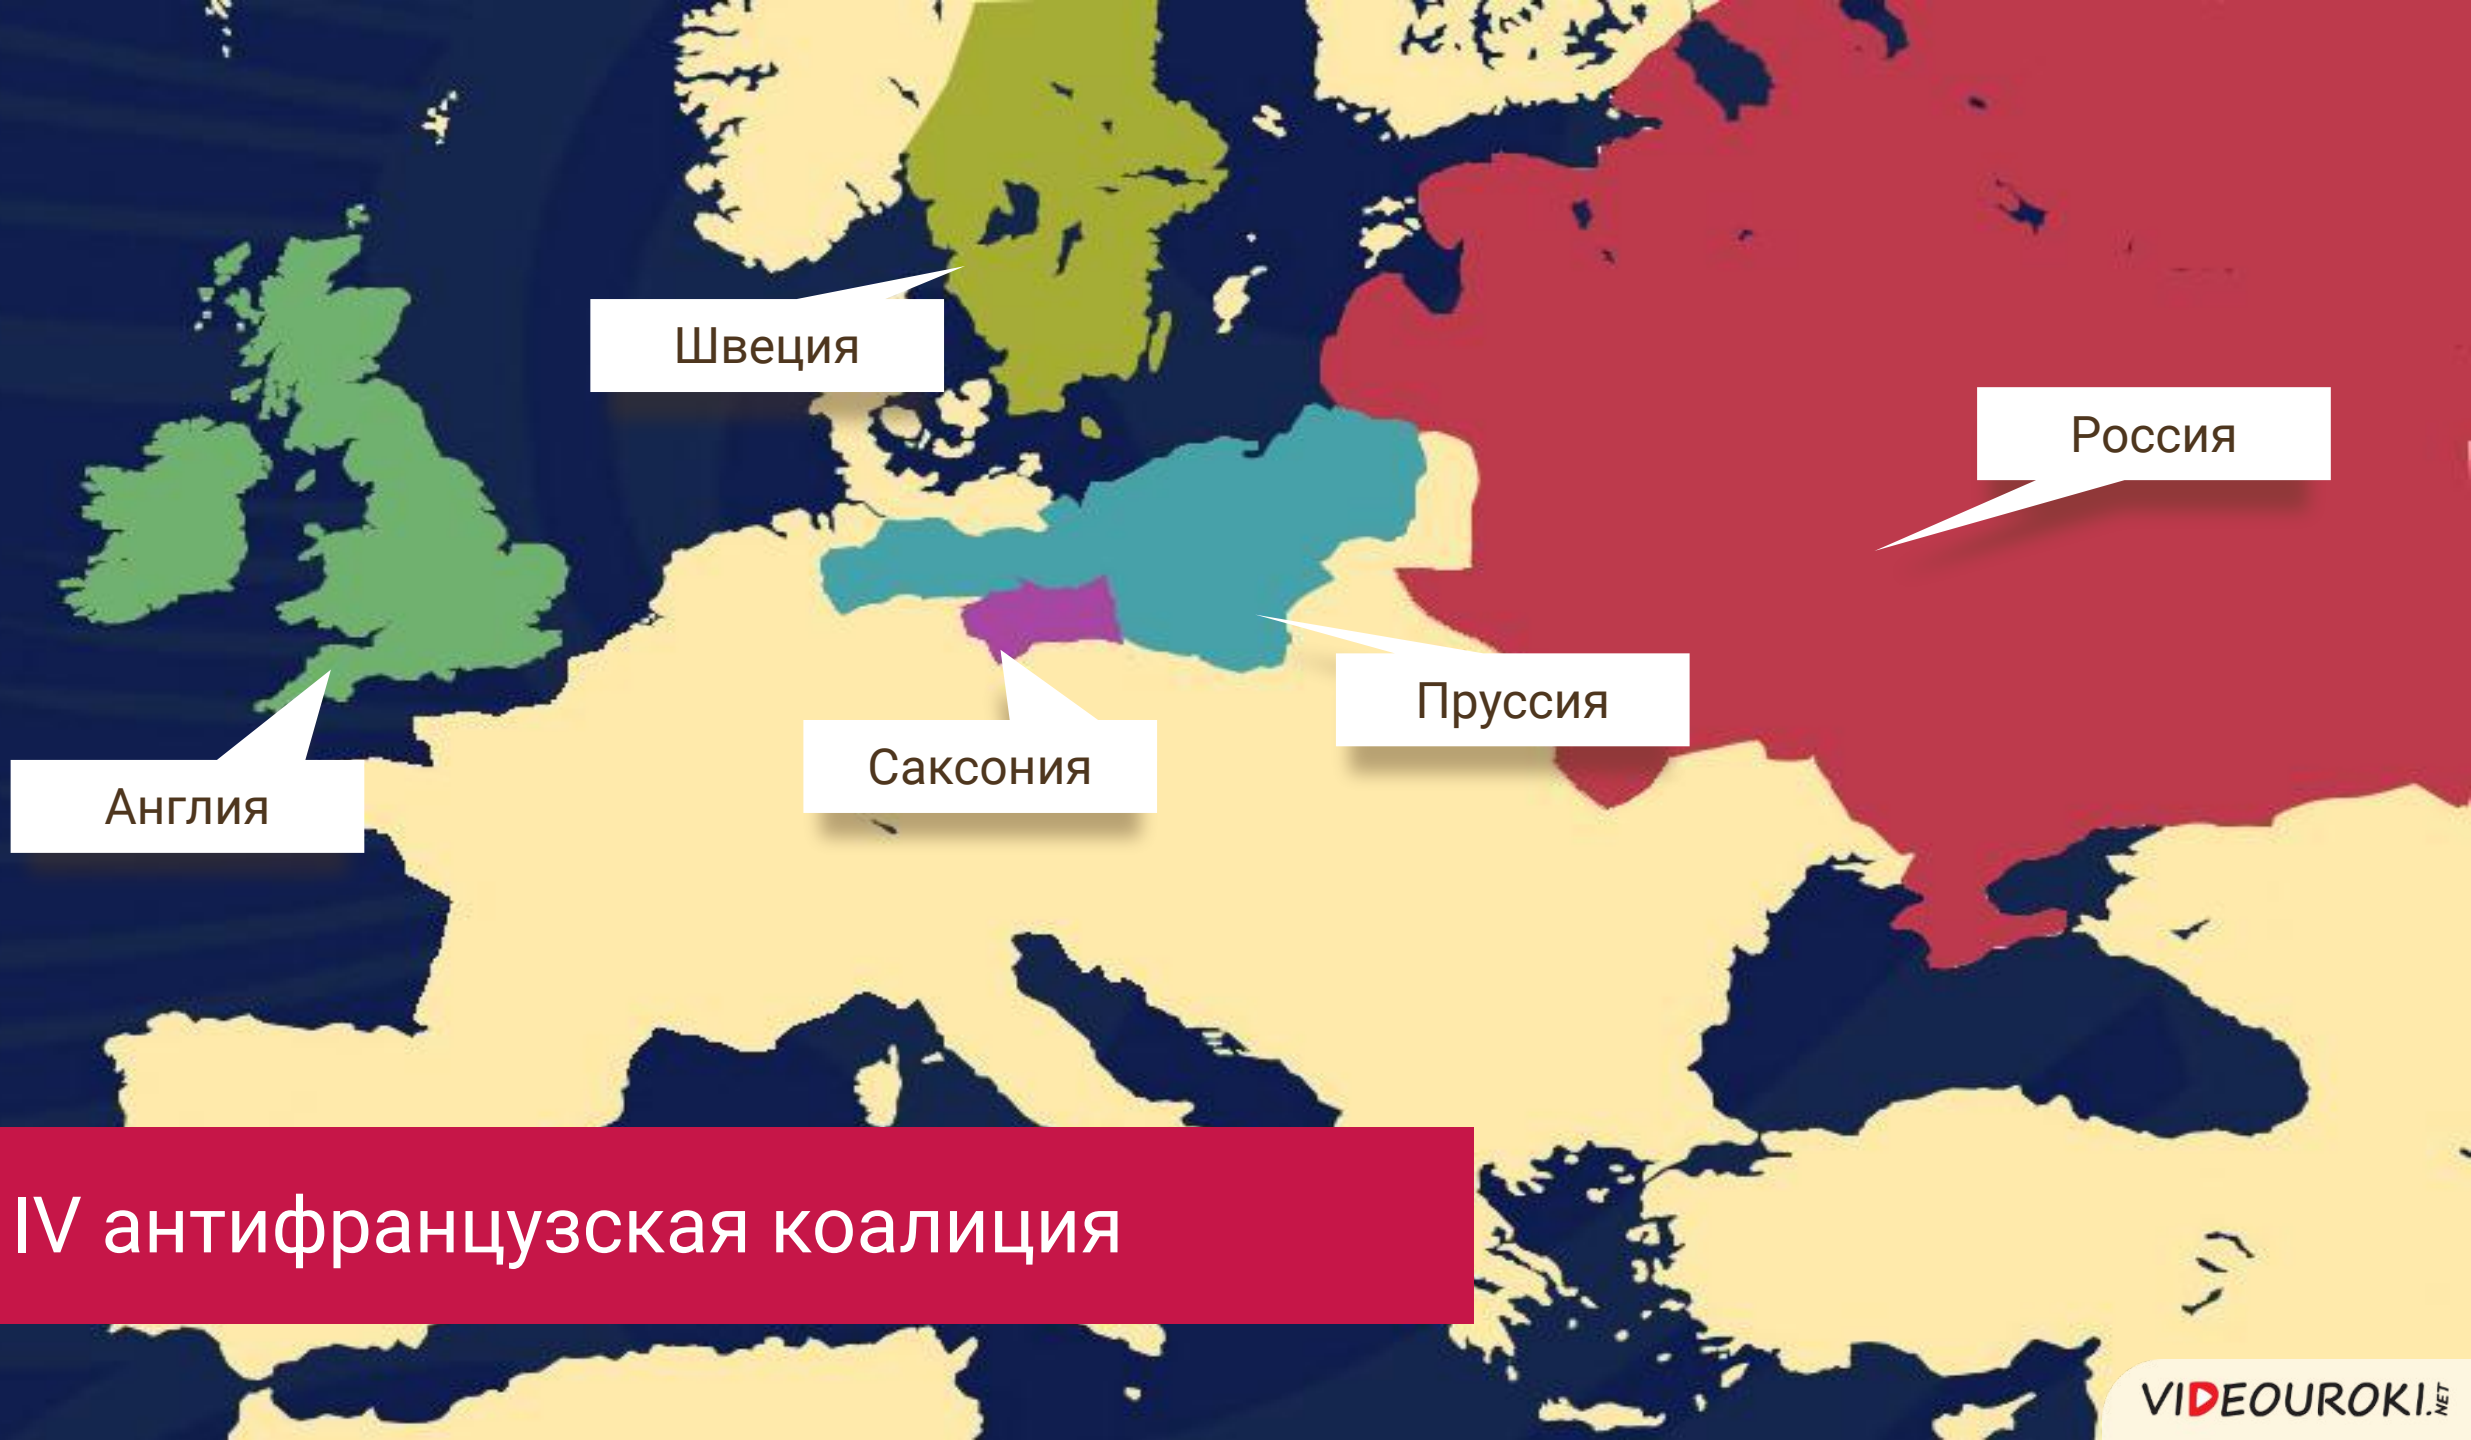 Швеция
Россия
Пруссия
Саксония
Англия
IV антифранцузская коалиция
VIDEOUROKI.NET